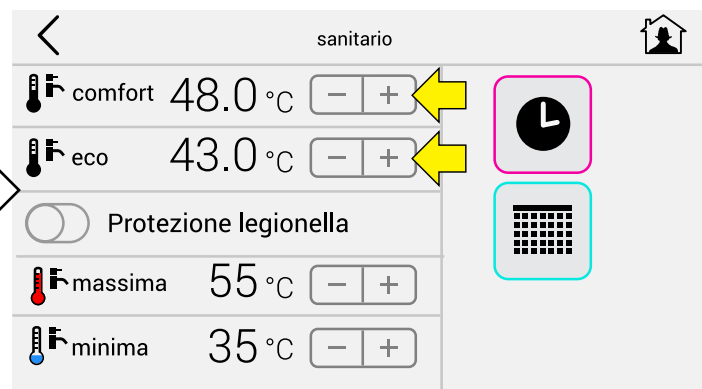 sanitario
comfort 48.0 °C − +
eco 43.0 °C − +
Protezione legionella
massima 55 °C − +
minima 35 °C − +